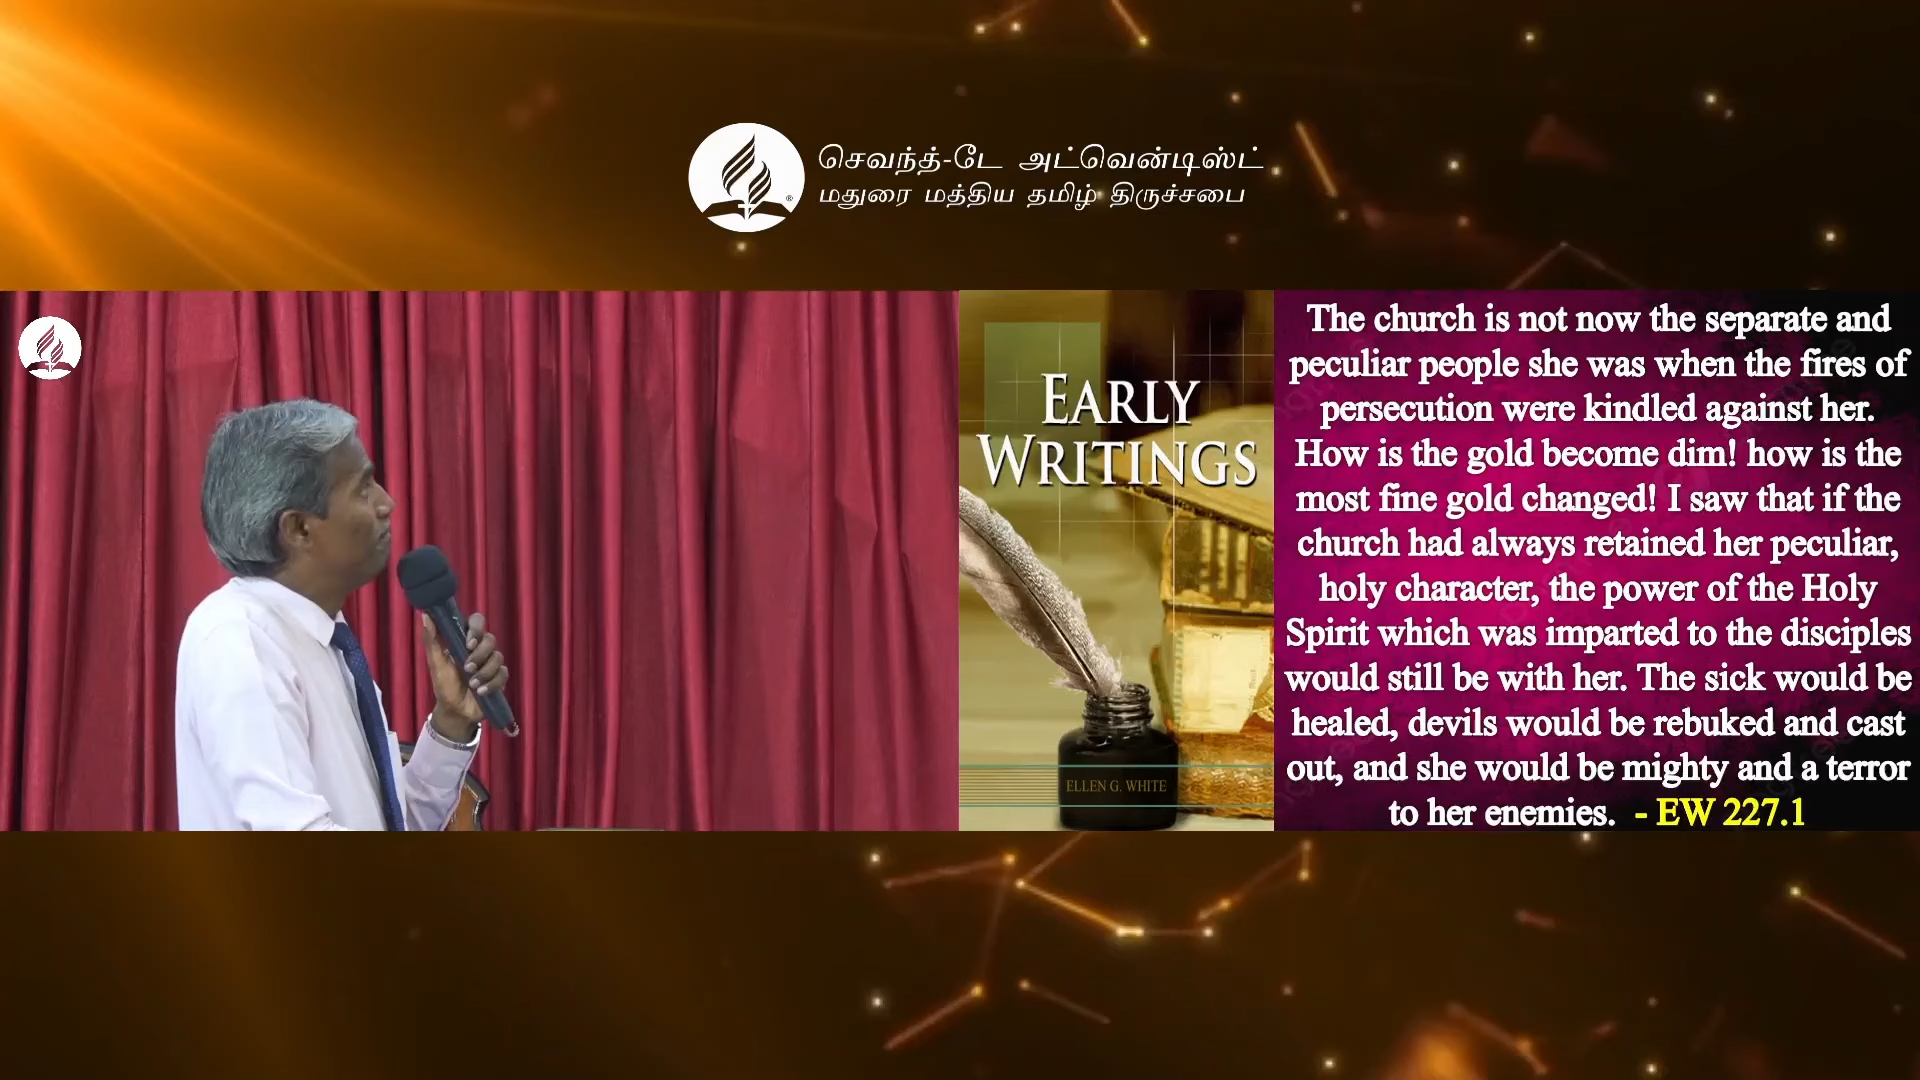 செவந்த்-டே அட்வென்டிஸ்ட்
மதுரை மத்திய தமிழ் திருச்சபை
EARLY
WRITINGS
ELLEN G. WHITE
The church is not now the separate and
peculiar people she was when the fires of
persecution were kindled against her.
How is the gold become dim! how is the
most fine gold changed! I saw that if the
church had always retained her peculiar,
holy character, the power of the Holy
Spirit which was imparted to the disciples
would still be with her. The sick would be
healed, devils would be rebuked and cast
out, and she would be mighty and a terror
to her enemies. - EW 227.1